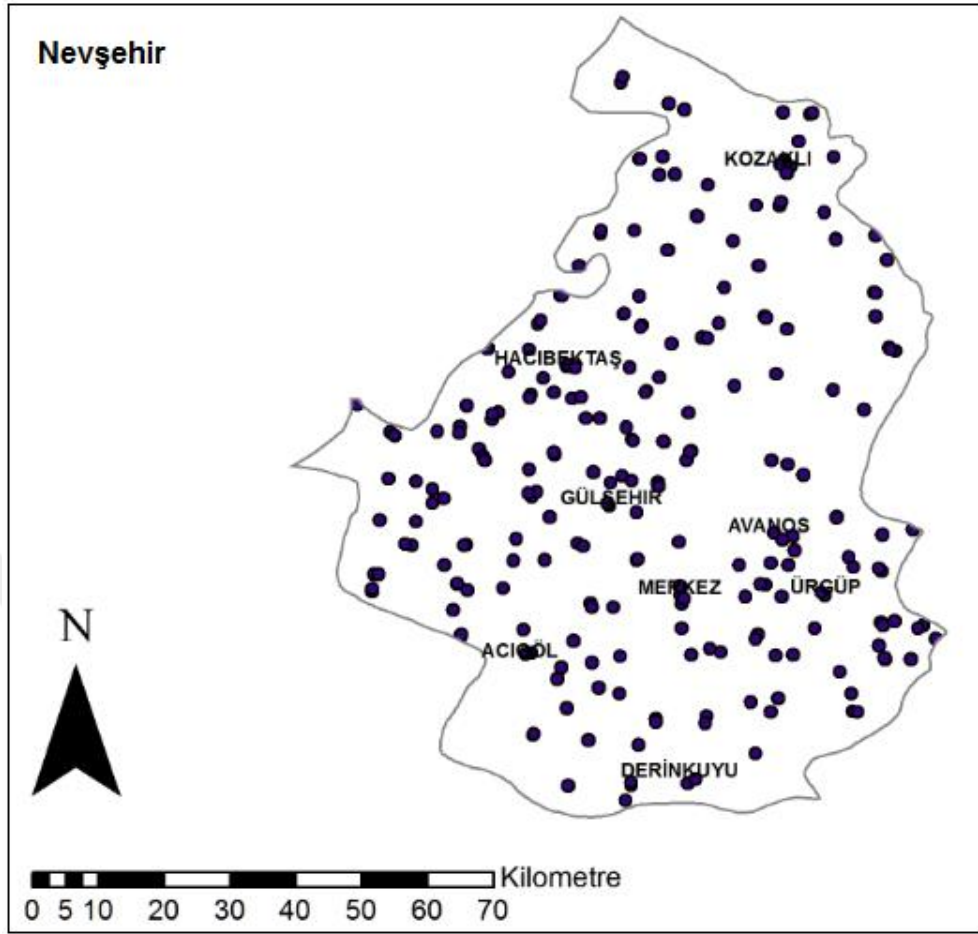 Nevşehir
KOZAKLI
HACIBEKTAŞ
GÜLŞEHIR
AVANOS
MERKEZ
ÜRGÜP
ACIGÖL
DERİNKUYU
N
Kilometre
0 5 10 20 30 40 50 60 70